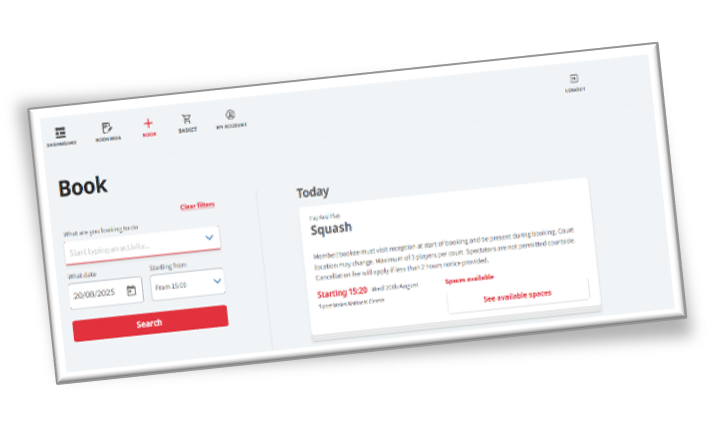 DASHBOARD
BOOKINGS
BOOK
BASKET
MY ACCOUNT
LOGOUT
Book
Clear filters
What are you looking to do
Start typing an activity...
What date
Starting from
20/08/2025
From 15:00
Search
Today
Pay And Play
Squash
Member/bookee must visit reception at start of booking and be present during booking. Court
location may change. Maximum of 3 players per court. Spectators are not permitted courtside.
Cancellation fee will apply if less than 2 hours notice provided.
Starting 15:20 Wed 20th August
Spaces available
See available spaces